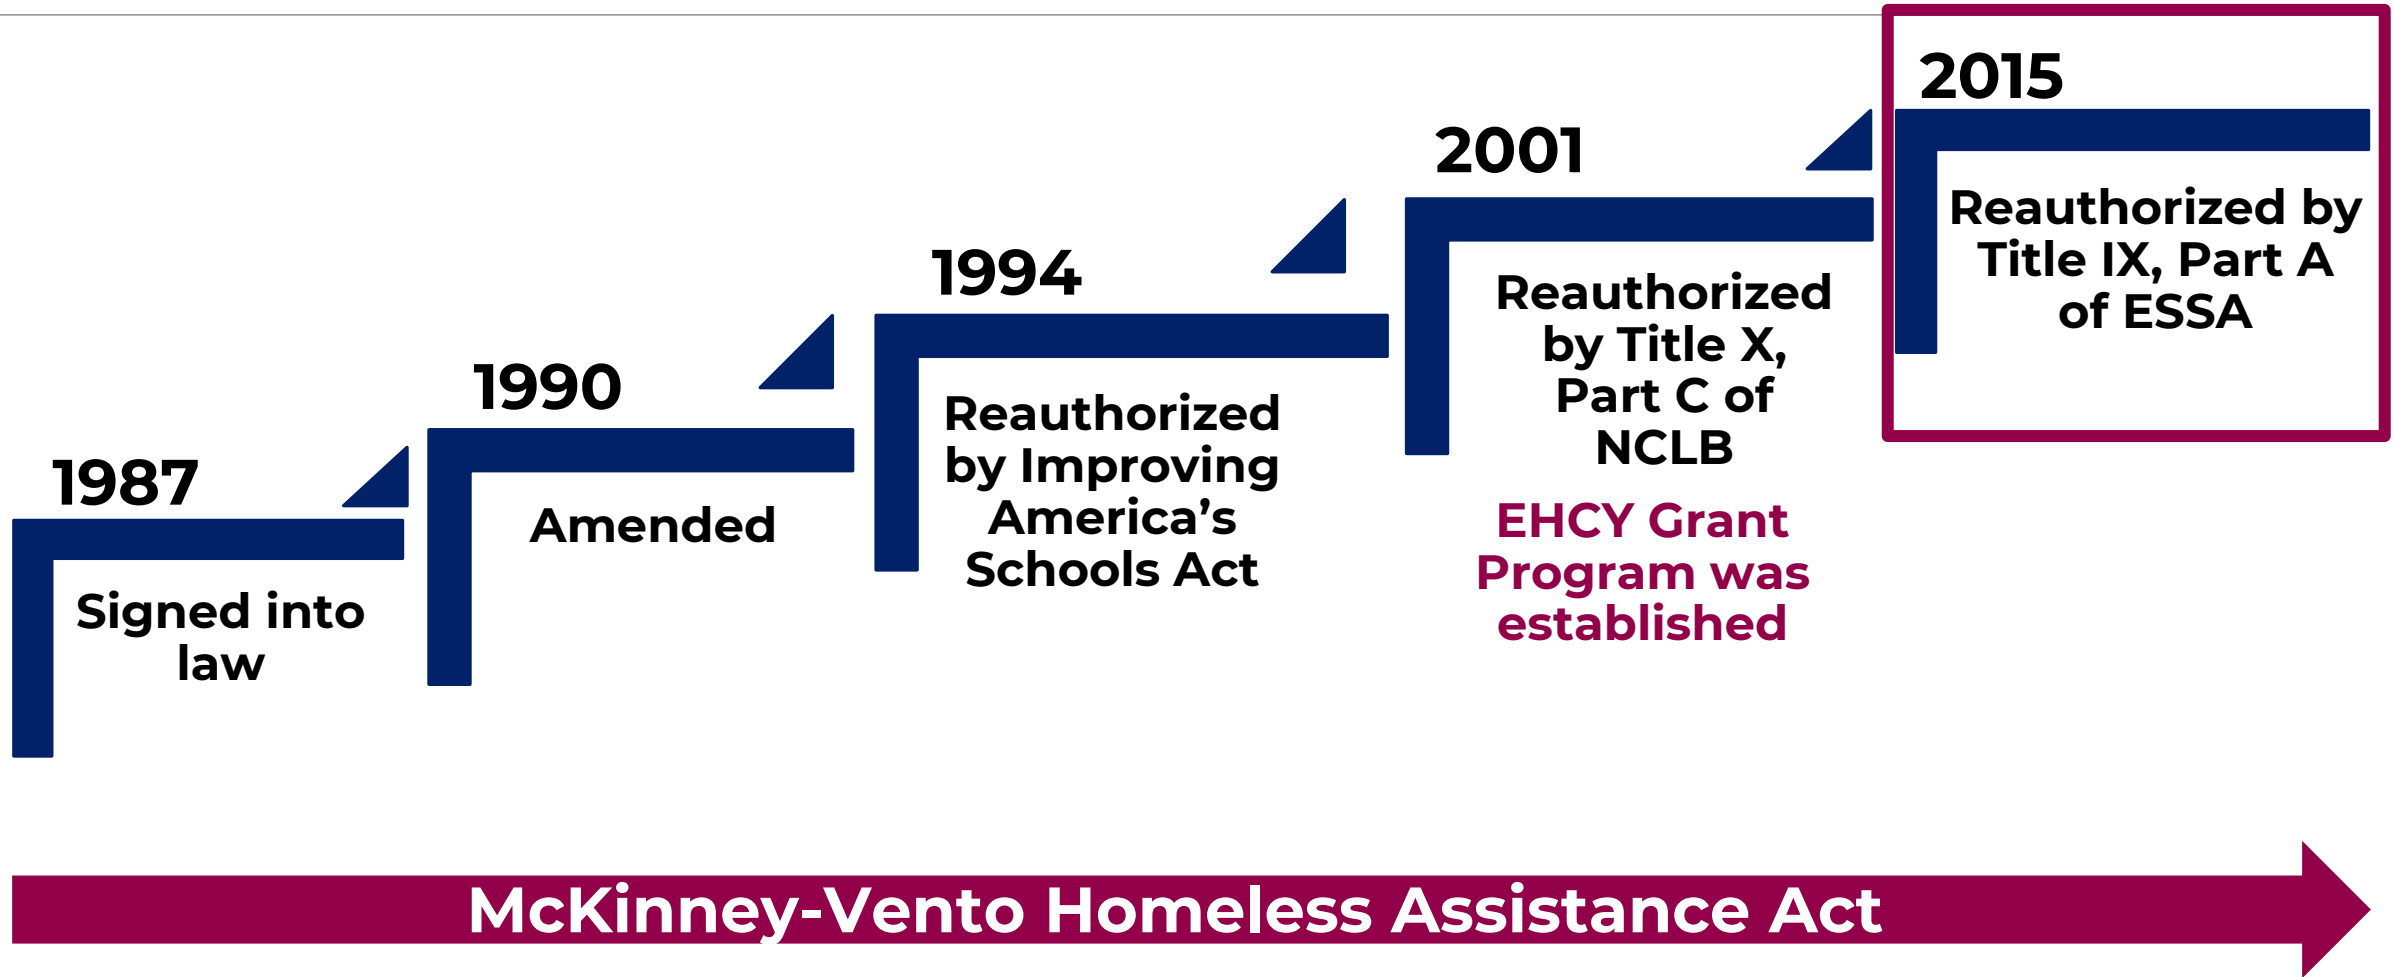 1987
Signed into
law
1990
Amended
1994
Reauthorized
by Improving
America’s
Schools Act
2001
Reauthorized
by Title X,
Part C of
NCLB
EHCY Grant
Program was
established
2015
Reauthorized by
Title IX, Part A
of ESSA
McKinney-Vento Homeless Assistance Act